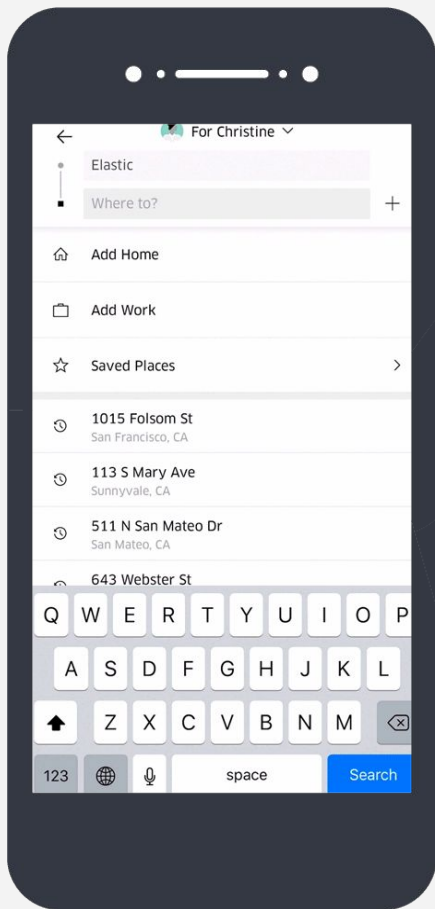 For Christine
Elastic
Where to?
Add Home
Add Work
Saved Places
1015 Folsom St
San Francisco, CA
113 S Mary Ave
Sunnyvale, CA
511 N San Mateo Dr
San Mateo, CA
643 Webster St
Q W E R T Y U I O P
A S D F G H J K L
Z X C V B N M
123 space Search